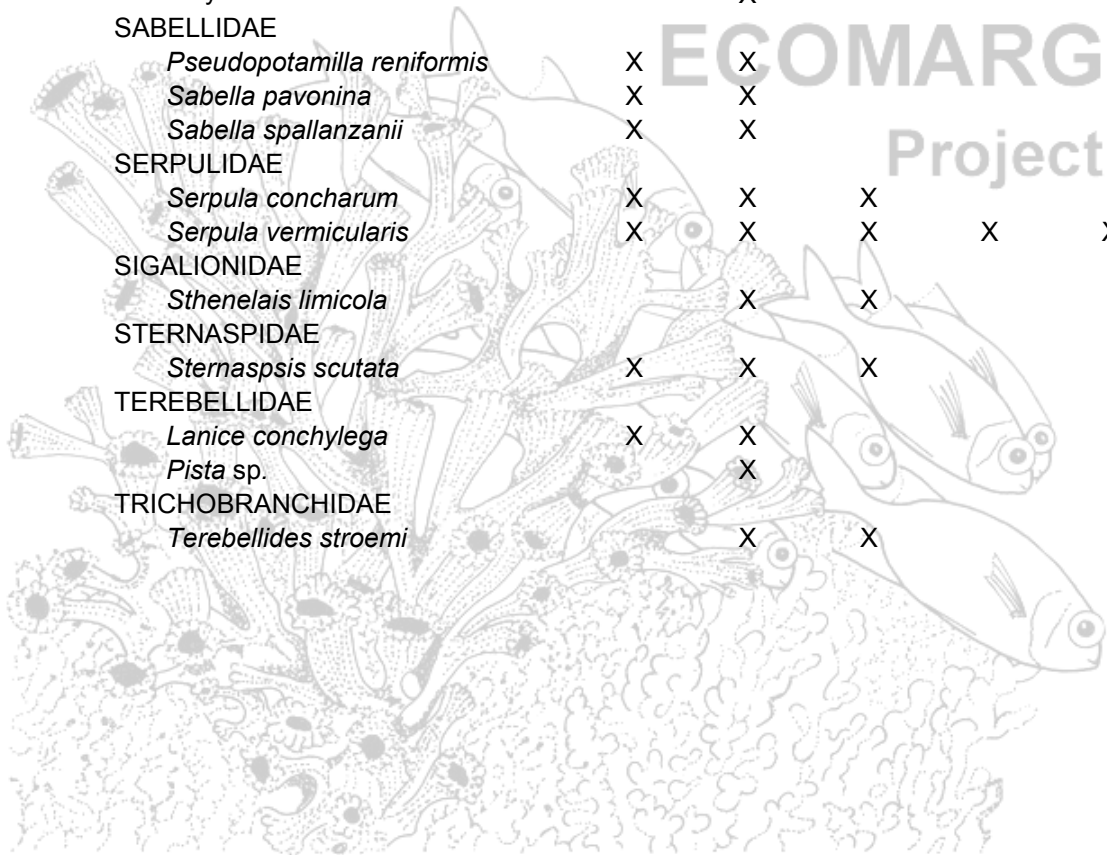 X
SABELLIDAE
Pseudopotamilla reniformis X X
Sabella pavonina X X
Sabella spallanzanii X X
SERPULIDAE
Serpula concharum X X X
Serpula vermicularis X X X X X
SIGALIONIDAE
Sthenelais limicola X X
STERNASPIDAE
Sternaspsis scutata X X X
TEREBELLIDAE
Lanice conchylega X X
Pista sp. X
TRICHOBRANCHIDAE
Terebellides stroemi X X
ECOMARG
Project